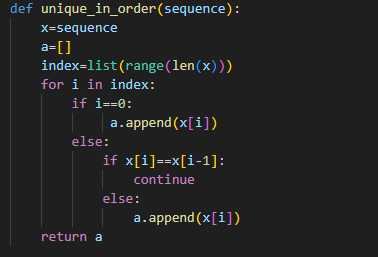 def unique_in_order(sequence):
    x=sequence
    a=[]
    index=list(range(len(x)))
    for i in index:
        if i==0:
             a.append(x[i])
        else:
            if x[i]==x[i-1]:
                continue
            else:
                a.append(x[i])
    return a